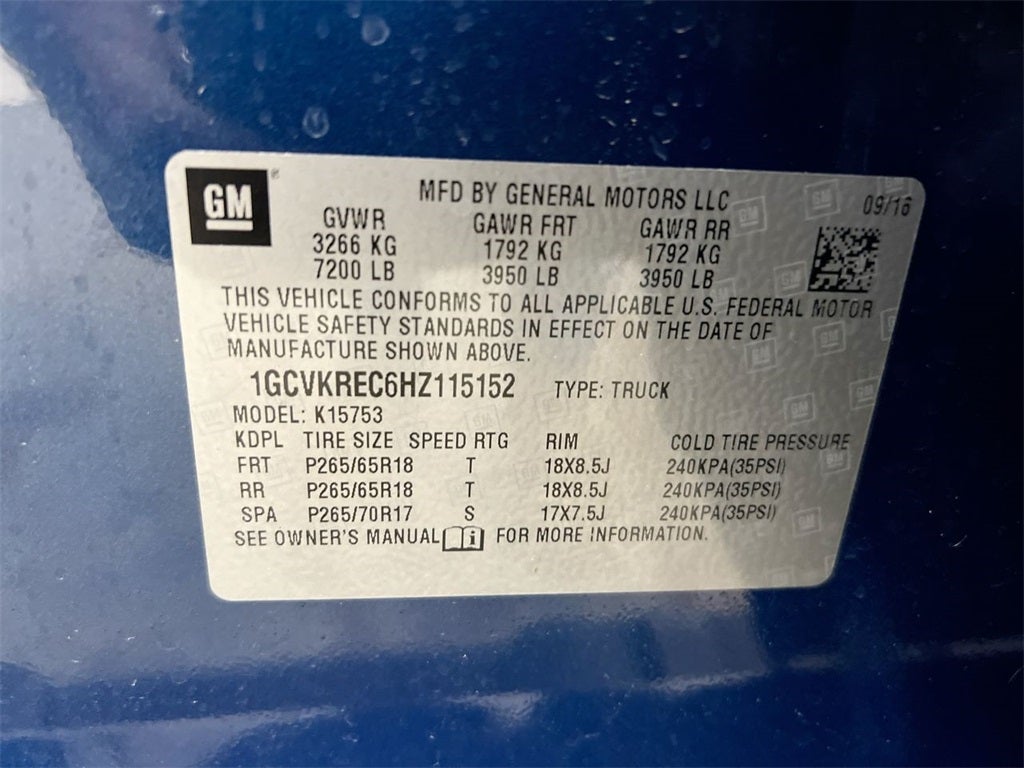 GM
MFD BY GENERAL MOTORS LLC 09/16
GVWR GAWR FRT GAWR RR
3266 KG 1792 KG 1792 KG
7200 LB 3950 LB 3950 LB
THIS VEHICLE CONFORMS TO ALL APPLICABLE U.S. FEDERAL MOTOR
VEHICLE SAFETY STANDARDS IN EFFECT ON THE DATE OF
MANUFACTURE SHOWN ABOVE.
1GCVKREC6HZ115152 TYPE: TRUCK
MODEL: K15753
KDPL TIRE SIZE SPEED RTG RIM COLD TIRE PRESSURE
FRT P265/65R18 T 18X8.5J 240KPA(35PSI)
RR P265/65R18 T 18X8.5J 240KPA(35PSI)
SPA P265/70R17 S 17X7.5J 240KPA(35PSI)
SEE OWNER'S MANUAL i FOR MORE INFORMATION.